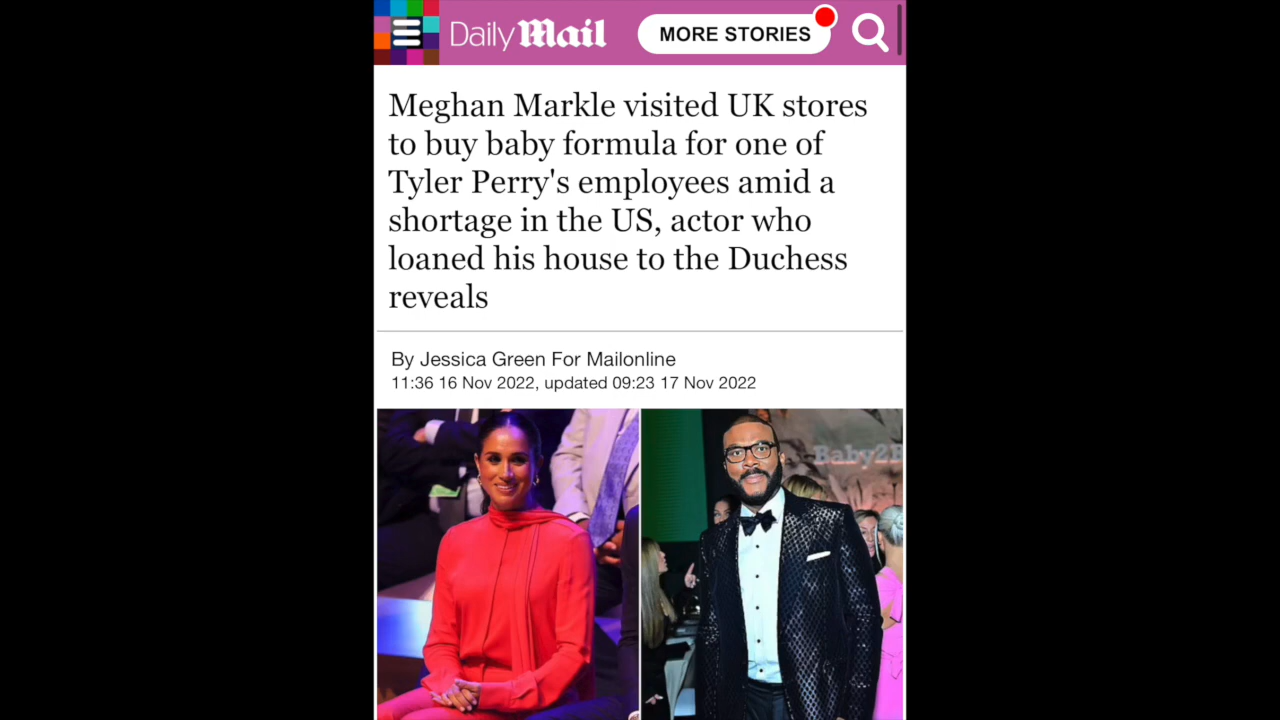 Daily Mail
MORE STORIES
Meghan Markle visited UK stores
to buy baby formula for one of
Tyler Perry's employees amid a
shortage in the US, actor who
loaned his house to the Duchess
reveals
By Jessica Green For Mailonline
11:36 16 Nov 2022, updated 09:23 17 Nov 2022
Baby2